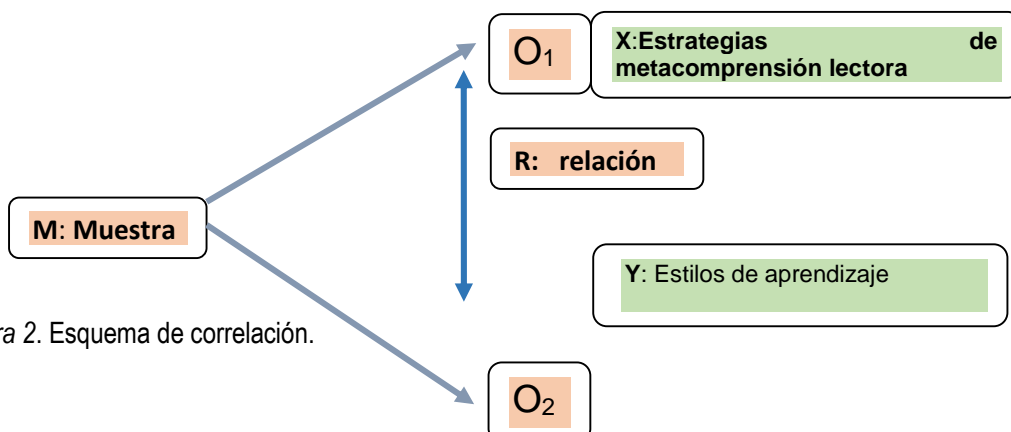 O₁
X:Estrategias de
metacomprensión lectora
R: relación
M: Muestra
Y: Estilos de aprendizaje
ra 2. Esquema de correlación.
O₂